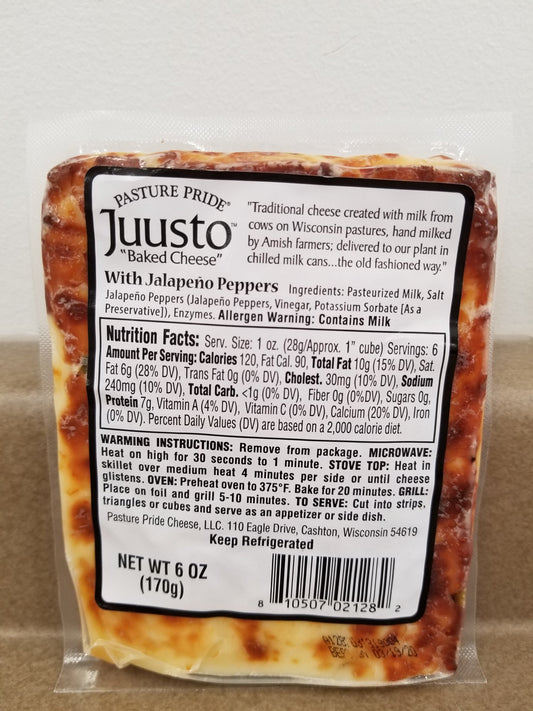 PASTURE PRIDE®
Juusto™
"Baked Cheese"
"Traditional cheese created with milk from
cows on Wisconsin pastures, hand milked
by Amish farmers; delivered to our plant in
chilled milk cans...the old fashioned way."
With Jalapeño Peppers Ingredients: Pasteurized Milk, Salt
Jalapeño Peppers (Jalapeño Peppers, Vinegar, Potassium Sorbate [As a
Preservative]), Enzymes. Allergen Warning: Contains Milk
Nutrition Facts: Serv. Size: 1 oz. (28g/Approx. 1" cube) Servings: 6
Amount Per Serving: Calories 120, Fat Cal. 90, Total Fat 10g (15% DV), Sat.
Fat 6g (28% DV), Trans Fat 0g (0% DV), Cholest. 30mg (10% DV), Sodium
240mg (10% DV), Total Carb. <1g (0% DV), Fiber 0g (0%DV), Sugars 0g,
Protein 7g, Vitamin A (4% DV), Vitamin C (0% DV), Calcium (20% DV), Iron
(0% DV). Percent Daily Values (DV) are based on a 2,000 calorie diet.
WARMING INSTRUCTIONS: Remove from package. MICROWAVE:
Heat on high for 30 seconds to 1 minute. STOVE TOP: Heat in
skillet over medium heat 4 minutes per side or until cheese
glistens. OVEN: Preheat oven to 375°F. Bake for 20 minutes. GRILL:
Place on foil and grill 5-10 minutes. TO SERVE: Cut into strips,
triangles or cubes and serve as an appetizer or side dish.
Pasture Pride Cheese, LLC. 110 Eagle Drive, Cashton, Wisconsin 54619
Keep Refrigerated
NET WT 6 OZ
(170g)
8 10507 02128 2